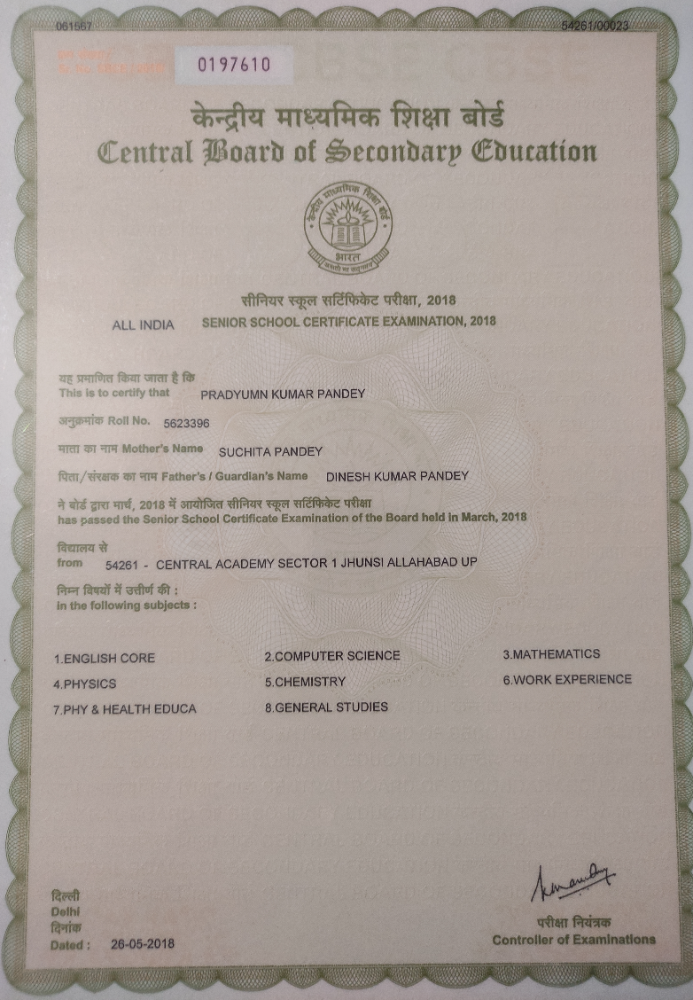 061567 54261/00023
0197610
केन्द्रीय माध्यमिक शिक्षा बोर्ड
Central Board of Secondary Education
केन्द्रीय माध्यमिक शिक्षा बोर्ड
भारत
सीनियर स्कूल सर्टिफिकेट परीक्षा, 2018
ALL INDIA SENIOR SCHOOL CERTIFICATE EXAMINATION, 2018
यह प्रमाणित किया जाता है कि
This is to certify that PRADYUMN KUMAR PANDEY
अनुक्रमांक Roll No. 5623396
माता का नाम Mother's Name SUCHITA PANDEY
पिता/संरक्षक का नाम Father's / Guardian's Name DINESH KUMAR PANDEY
ने बोर्ड द्वारा मार्च, 2018 में आयोजित सीनियर स्कूल सर्टिफिकेट परीक्षा
has passed the Senior School Certificate Examination of the Board held in March, 2018
विद्यालय से
from 54261 - CENTRAL ACADEMY SECTOR 1 JHUNSI ALLAHABAD UP
निम्न विषयों में उत्तीर्ण की :
in the following subjects :
1.ENGLISH CORE 2.COMPUTER SCIENCE 3.MATHEMATICS
4.PHYSICS 5.CHEMISTRY 6.WORK EXPERIENCE
7.PHY & HEALTH EDUCA 8.GENERAL STUDIES
दिल्ली
Delhi
दिनांक
Dated : 26-05-2018
परीक्षा नियंत्रक
Controller of Examinations